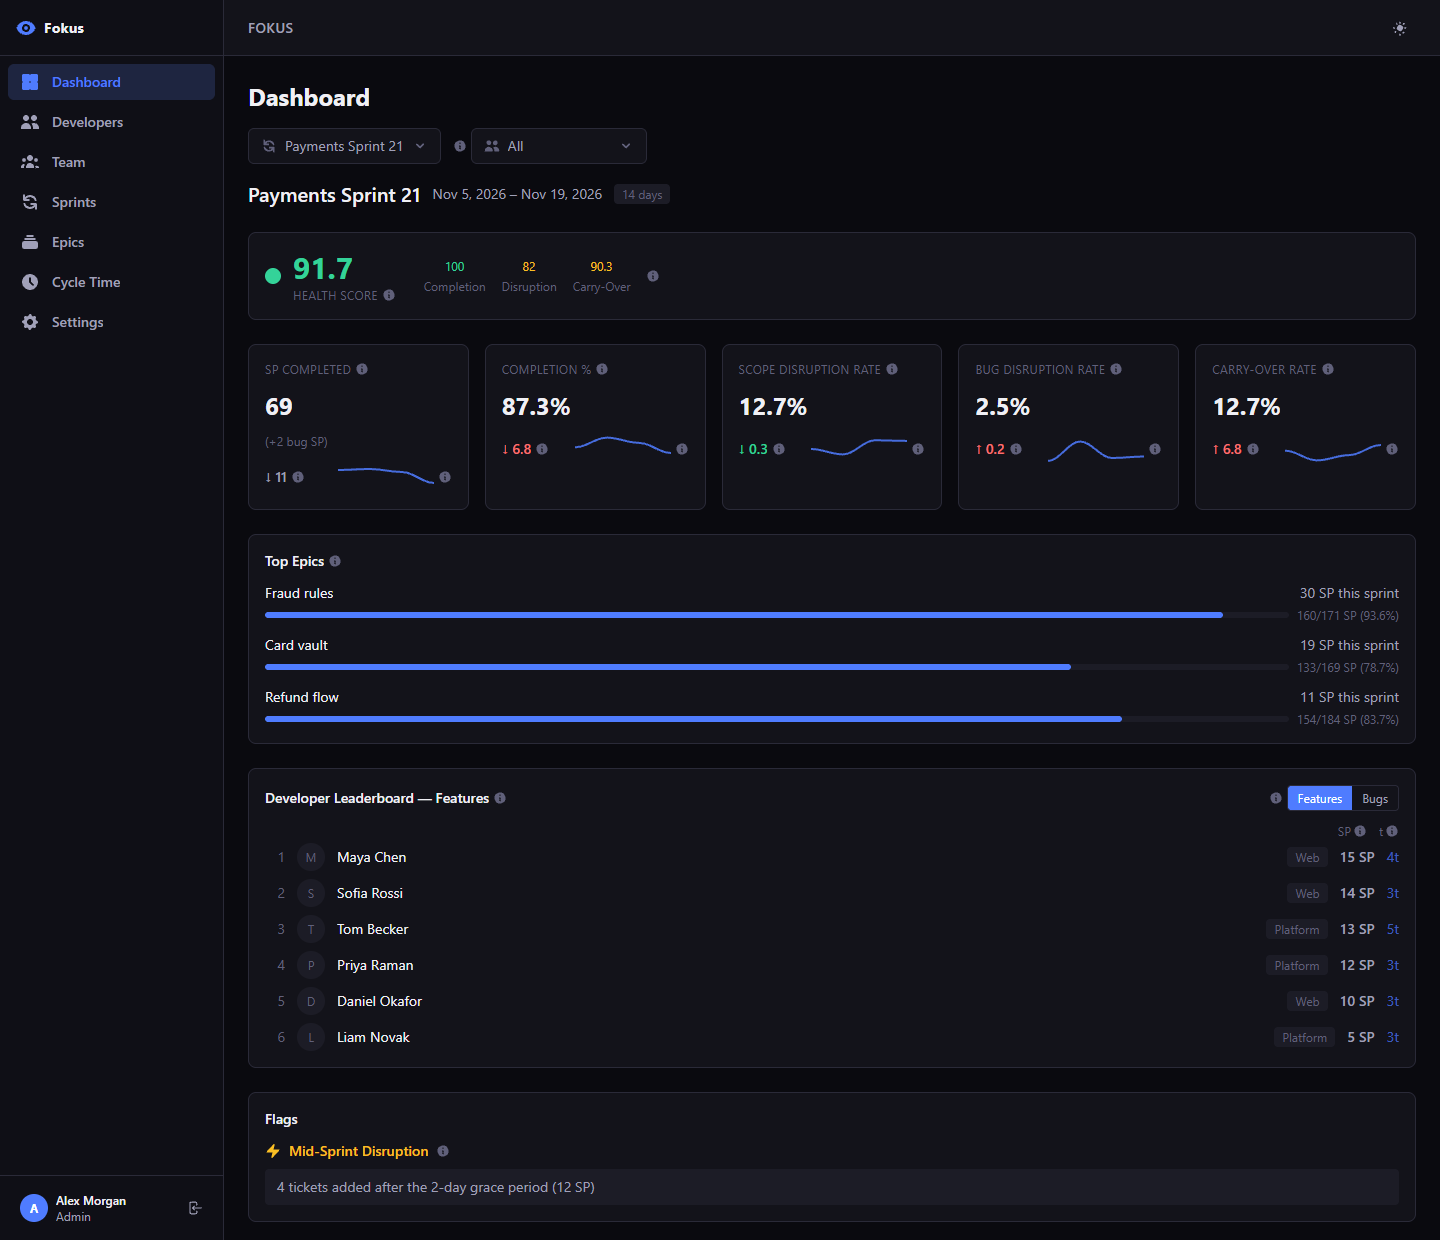 Fokus
FOKUS
Dashboard
Developers
Team
Sprints
Epics
Cycle Time
Settings
Alex Morgan
A
Admin
Dashboard
Payments Sprint 21
All
Payments Sprint 21 Nov 5, 2026 – Nov 19, 2026 14 days
91.7
HEALTH SCORE
100
Completion
82
Disruption
90.3
Carry-Over
SP COMPLETED
69
(+2 bug SP)
↓ 11
COMPLETION %
87.3%
↓ 6.8
SCOPE DISRUPTION RATE
12.7%
↓ 0.3
BUG DISRUPTION RATE
2.5%
↑ 0.2
CARRY-OVER RATE
12.7%
↑ 6.8
Top Epics
Fraud rules 30 SP this sprint
160/171 SP (93.6%)
Card vault 19 SP this sprint
133/169 SP (78.7%)
Refund flow 11 SP this sprint
154/184 SP (83.7%)
Developer Leaderboard — Features
Features Bugs
SP t
1 M Maya Chen Web 15 SP 4t
2 S Sofia Rossi Web 14 SP 3t
3 T Tom Becker Platform 13 SP 5t
4 P Priya Raman Platform 12 SP 3t
5 D Daniel Okafor Web 10 SP 3t
6 L Liam Novak Platform 5 SP 3t
Flags
Mid-Sprint Disruption
4 tickets added after the 2-day grace period (12 SP)